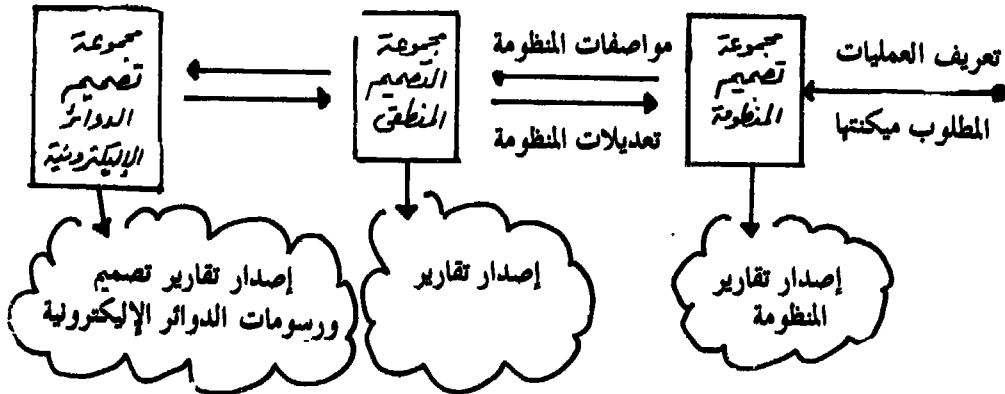 تعريف العمليات
المطلوب ميكنتها
مجموعة
تصميم
المنظومة
مواصفات المنظومة
تعديلات المنظومة
مجموعة
التصميم
المنطقى
مجموعة
تصميم
الدوائر
الإليكترونية
إصدار تقارير
المنظومة
إصدار تقارير
إصدار تقارير تصميم
ورسومات الدوائر الإليكترونية